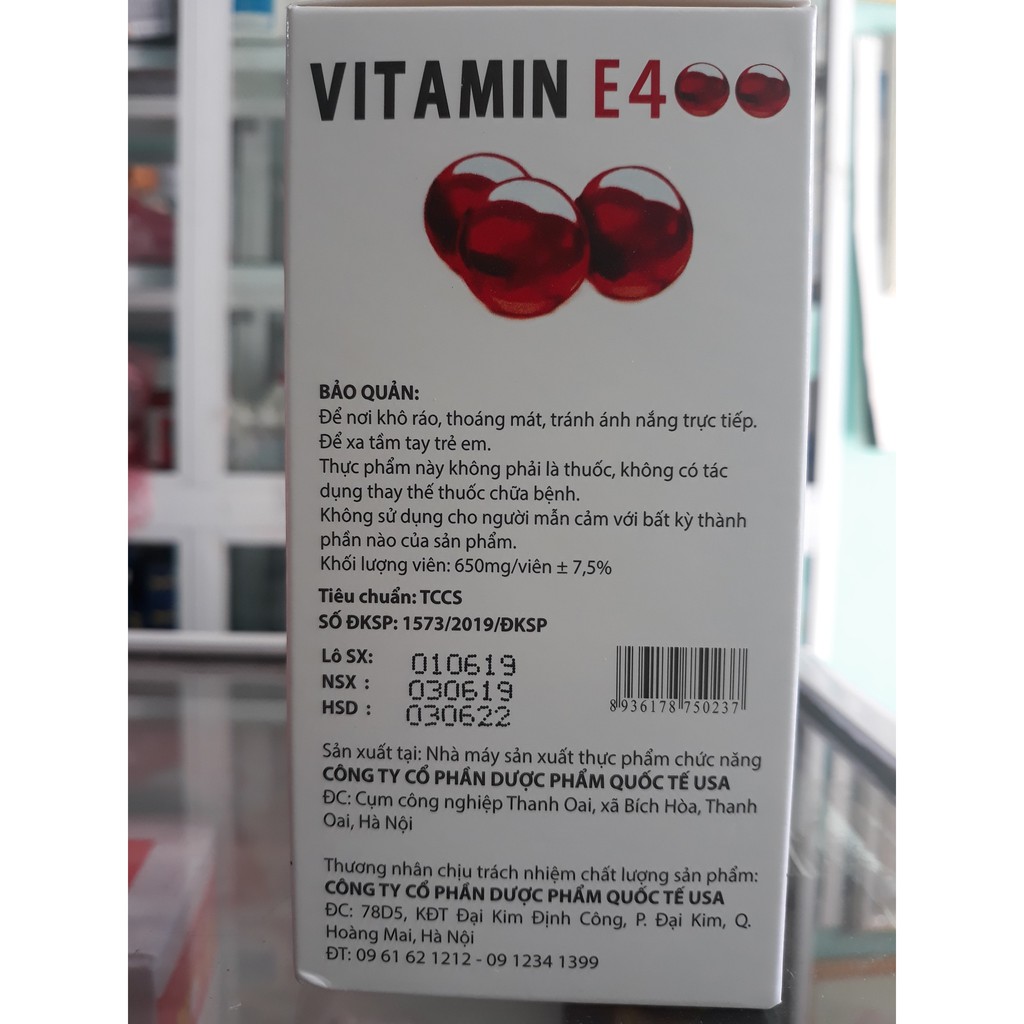 VITAMIN E400
BẢO QUẢN:
Để nơi khô ráo, thoáng mát, tránh ánh nắng trực tiếp.
Để xa tầm tay trẻ em.
Thực phẩm này không phải là thuốc, không có tác
dụng thay thế thuốc chữa bệnh.
Không sử dụng cho người mẫn cảm với bất kỳ thành
phần nào của sản phẩm.
Khối lượng viên: 650mg/viên ± 7,5%
Tiêu chuẩn: TCCS
SỐ ĐKSP: 1573/2019/ĐKSP
Lô SX: 010619
NSX : 030619
HSD : 030622
8 936178 750237
Sản xuất tại: Nhà máy sản xuất thực phẩm chức năng
CÔNG TY CỔ PHẦN DƯỢC PHẨM QUỐC TẾ USA
ĐC: Cụm công nghiệp Thanh Oai, xã Bích Hòa, Thanh
Oai, Hà Nội
Thương nhân chịu trách nhiệm chất lượng sản phẩm:
CÔNG TY CỔ PHẦN DƯỢC PHẨM QUỐC TẾ USA
ĐC: 78D5, KĐT Đại Kim Định Công, P. Đại Kim, Q.
Hoàng Mai, Hà Nội
ĐT: 09 61 62 1212 - 09 1234 1399